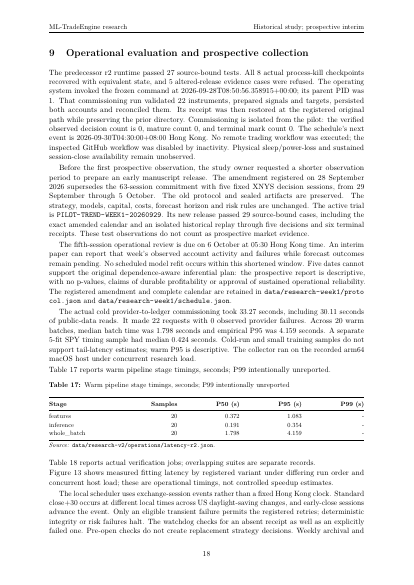 ML-TradeEngine research
Historical study: prospective interim
9 Operational evaluation and prospective collection
The predecessor r2 runtime passed 27 source-bound tests. All 8 actual process-kill checkpoints
recovered with equivalent state, and 5 altered-release evidence cases were refused. The operating
system invoked the frozen command at 2026-09-28T08:50:56.358915+00:00; its parent PID was
1. That commissioning run validated 22 instruments, prepared signals and targets, persisted
both accounts and reconciled them. Its receipt was then restored at the registered original
path while preserving the prior directory. Commissioning is isolated from the pilot: the verified
observed decision count is 0, mature count 0, and terminal mark count 0. The schedule's next
event is 2026-09-30T04:30:00+08:00 Hong Kong. No remote trading workflow was executed; the
inspected GitHub workflow was disabled by inactivity. Physical sleep/power-loss and sustained
session-close availability remain unobserved.
Before the first prospective observation, the study owner requested a shorter observation
period to prepare an early manuscript release. The amendment registered on 28 September
2026 supersedes the 63-session commitment with five fixed XNYS decision sessions, from 29
September through 5 October. The old protocol and sealed artifacts are preserved. The
strategy, models, capital, costs, forecast horizon and risk rules are unchanged. The active trial
is PILOT-TREND-WEEK1-20260929. Its new release passed 29 source-bound cases, including the
exact amended calendar and an isolated historical replay through five decisions and six terminal
receipts. These test observations do not count as prospective market evidence.
The fifth-session operational review is due on 6 October at 05:30 Hong Kong time. An interim
paper can report that week's observed account activity and failures while forecast outcomes
remain pending. No scheduled model refit occurs within this shortened window. Five dates cannot
support the original dependence-aware inferential plan: the prospective report is descriptive,
with no p-values, claims of durable profitability or approval of sustained operational reliability.
The registered amendment and complete calendar are retained in data/research-week1/proto
col.json and data/research-week1/schedule.json.
The actual cold provider-to-ledger commissioning took 33.27 seconds, including 30.11 seconds
of public-data reads. It made 22 requests with 0 observed provider failures. Across 20 warm
batches, median batch time was 1.798 seconds and empirical P95 was 4.159 seconds. A separate
5-fit SPY timing sample had median 0.424 seconds. Cold-run and small training samples do not
support tail-latency estimates; warm P95 is descriptive. The collector ran on the recorded arm64
macOS host under concurrent research load.
Table 17 reports warm pipeline stage timings, seconds; P99 intentionally unreported.
Table 17: Warm pipeline stage timings, seconds; P99 intentionally unreported
Stage Samples P50 (s) P95 (s) P99 (s)
features 20 0.372 1.083 -
inference 20 0.191 0.354 -
whole_batch 20 1.798 4.159 -
Source: data/research-v2/operations/latency-r2.json.
Table 18 reports actual verification jobs; overlapping suites are separate records.
Figure 13 shows measured fitting latency by registered variant under differing run order and
concurrent host load; these are operational timings, not controlled speedup estimates.
The local scheduler uses exchange-session events rather than a fixed Hong Kong clock. Standard
close+30 occurs at different local times across US daylight-saving changes, and early-close sessions
advance the event. Only an eligible transient failure permits the registered retries; deterministic
integrity or risk failures halt. The watchdog checks for an absent receipt as well as an explicitly
failed one. Pre-open checks do not create replacement strategy decisions. Weekly archival and
18